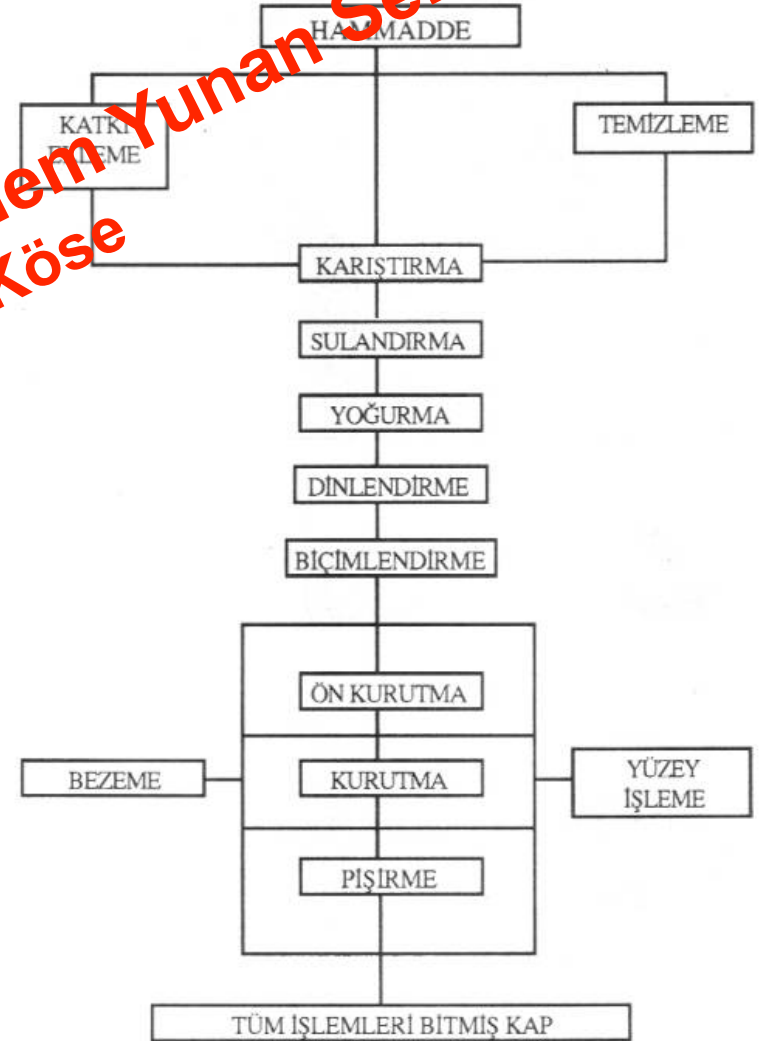 HAMMADDE
KATKI
EKLEME
TEMİZLEME
KARIŞTIRMA
SULANDIRMA
YOĞURMA
DİNLENDİRME
BİÇİMLENDİRME
ÖN KURUTMA
BEZEME
KURUTMA
YÜZEY
İŞLEME
PİŞİRME
TÜM İŞLEMLERİ BİTMİŞ KAP
Yunan
Köse